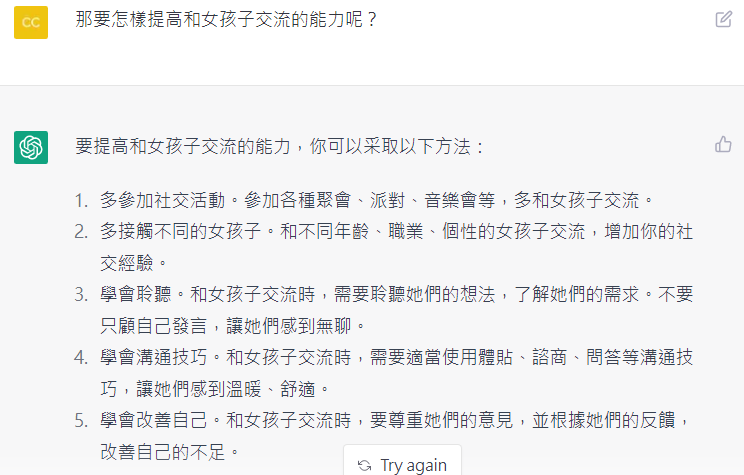 CC
那要怎樣提高和女孩子交流的能力呢？
要提高和女孩子交流的能力，你可以采取以下方法：
1. 多參加社交活動。參加各種聚會、派對、音樂會等，多和女孩子交流。
2. 多接觸不同的女孩子。和不同年齡、職業、個性的女孩子交流，增加你的社
交經驗。
3. 學會聆聽。和女孩子交流時，需要聆聽她們的想法，了解她們的需求。不要
只顧自己發言，讓她們感到無聊。
4. 學會溝通技巧。和女孩子交流時，需要適當使用體貼、諮商、問答等溝通技
巧，讓她們感到溫暖、舒適。
5. 學會改善自己。和女孩子交流時，要尊重她們的意見，並根據她們的反饋，
改善自己的不足。
Try again